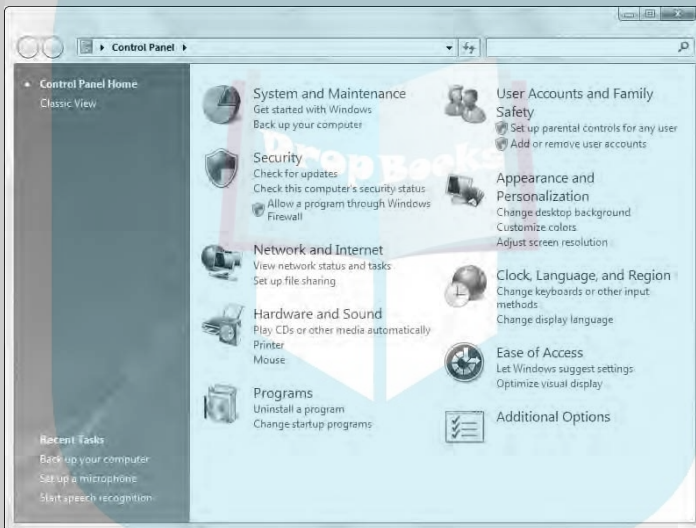 Control Panel
Control Panel Home
Classic View
Recent Tasks
Back up your computer
Set up a microphone
Start speech recognition
System and Maintenance
Get started with Windows
Back up your computer
Security
Check for updates
Check this computer's security status
Allow a program through Windows
Firewall
Network and Internet
View network status and tasks
Set up file sharing
Hardware and Sound
Play CDs or other media automatically
Printer
Mouse
Programs
Uninstall a program
Change startup programs
User Accounts and Family
Safety
Set up parental controls for any user
Add or remove user accounts
Appearance and
Personalization
Change desktop background
Customize colors
Adjust screen resolution
Clock, Language, and Region
Change keyboards or other input
methods
Change display language
Ease of Access
Let Windows suggest settings
Optimize visual display
Additional Options
Drop Books